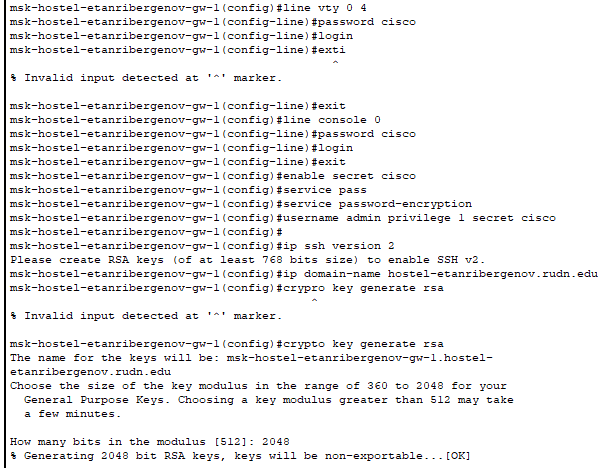 msk-hostel-etanribergenov-gw-1(config)#line vty 0 4
msk-hostel-etanribergenov-gw-1(config-line)#password cisco
msk-hostel-etanribergenov-gw-1(config-line)#login
msk-hostel-etanribergenov-gw-1(config-line)#exti
^
% Invalid input detected at '^' marker.
msk-hostel-etanribergenov-gw-1(config-line)#exit
msk-hostel-etanribergenov-gw-1(config)#line console 0
msk-hostel-etanribergenov-gw-1(config-line)#password cisco
msk-hostel-etanribergenov-gw-1(config-line)#login
msk-hostel-etanribergenov-gw-1(config-line)#exit
msk-hostel-etanribergenov-gw-1(config)#enable secret cisco
msk-hostel-etanribergenov-gw-1(config)#service pass
msk-hostel-etanribergenov-gw-1(config)#service password-encryption
msk-hostel-etanribergenov-gw-1(config)#username admin privilege 1 secret cisco
msk-hostel-etanribergenov-gw-1(config)#
msk-hostel-etanribergenov-gw-1(config)#ip ssh version 2
Please create RSA keys (of at least 768 bits size) to enable SSH v2.
msk-hostel-etanribergenov-gw-1(config)#ip domain-name hostel-etanribergenov.rudn.edu
msk-hostel-etanribergenov-gw-1(config)#crypro key generate rsa
^
% Invalid input detected at '^' marker.
msk-hostel-etanribergenov-gw-1(config)#crypto key generate rsa
The name for the keys will be: msk-hostel-etanribergenov-gw-1.hostel-
etanribergenov.rudn.edu
Choose the size of the key modulus in the range of 360 to 2048 for your
General Purpose Keys. Choosing a key modulus greater than 512 may take
a few minutes.
How many bits in the modulus [512]: 2048
% Generating 2048 bit RSA keys, keys will be non-exportable...[OK]